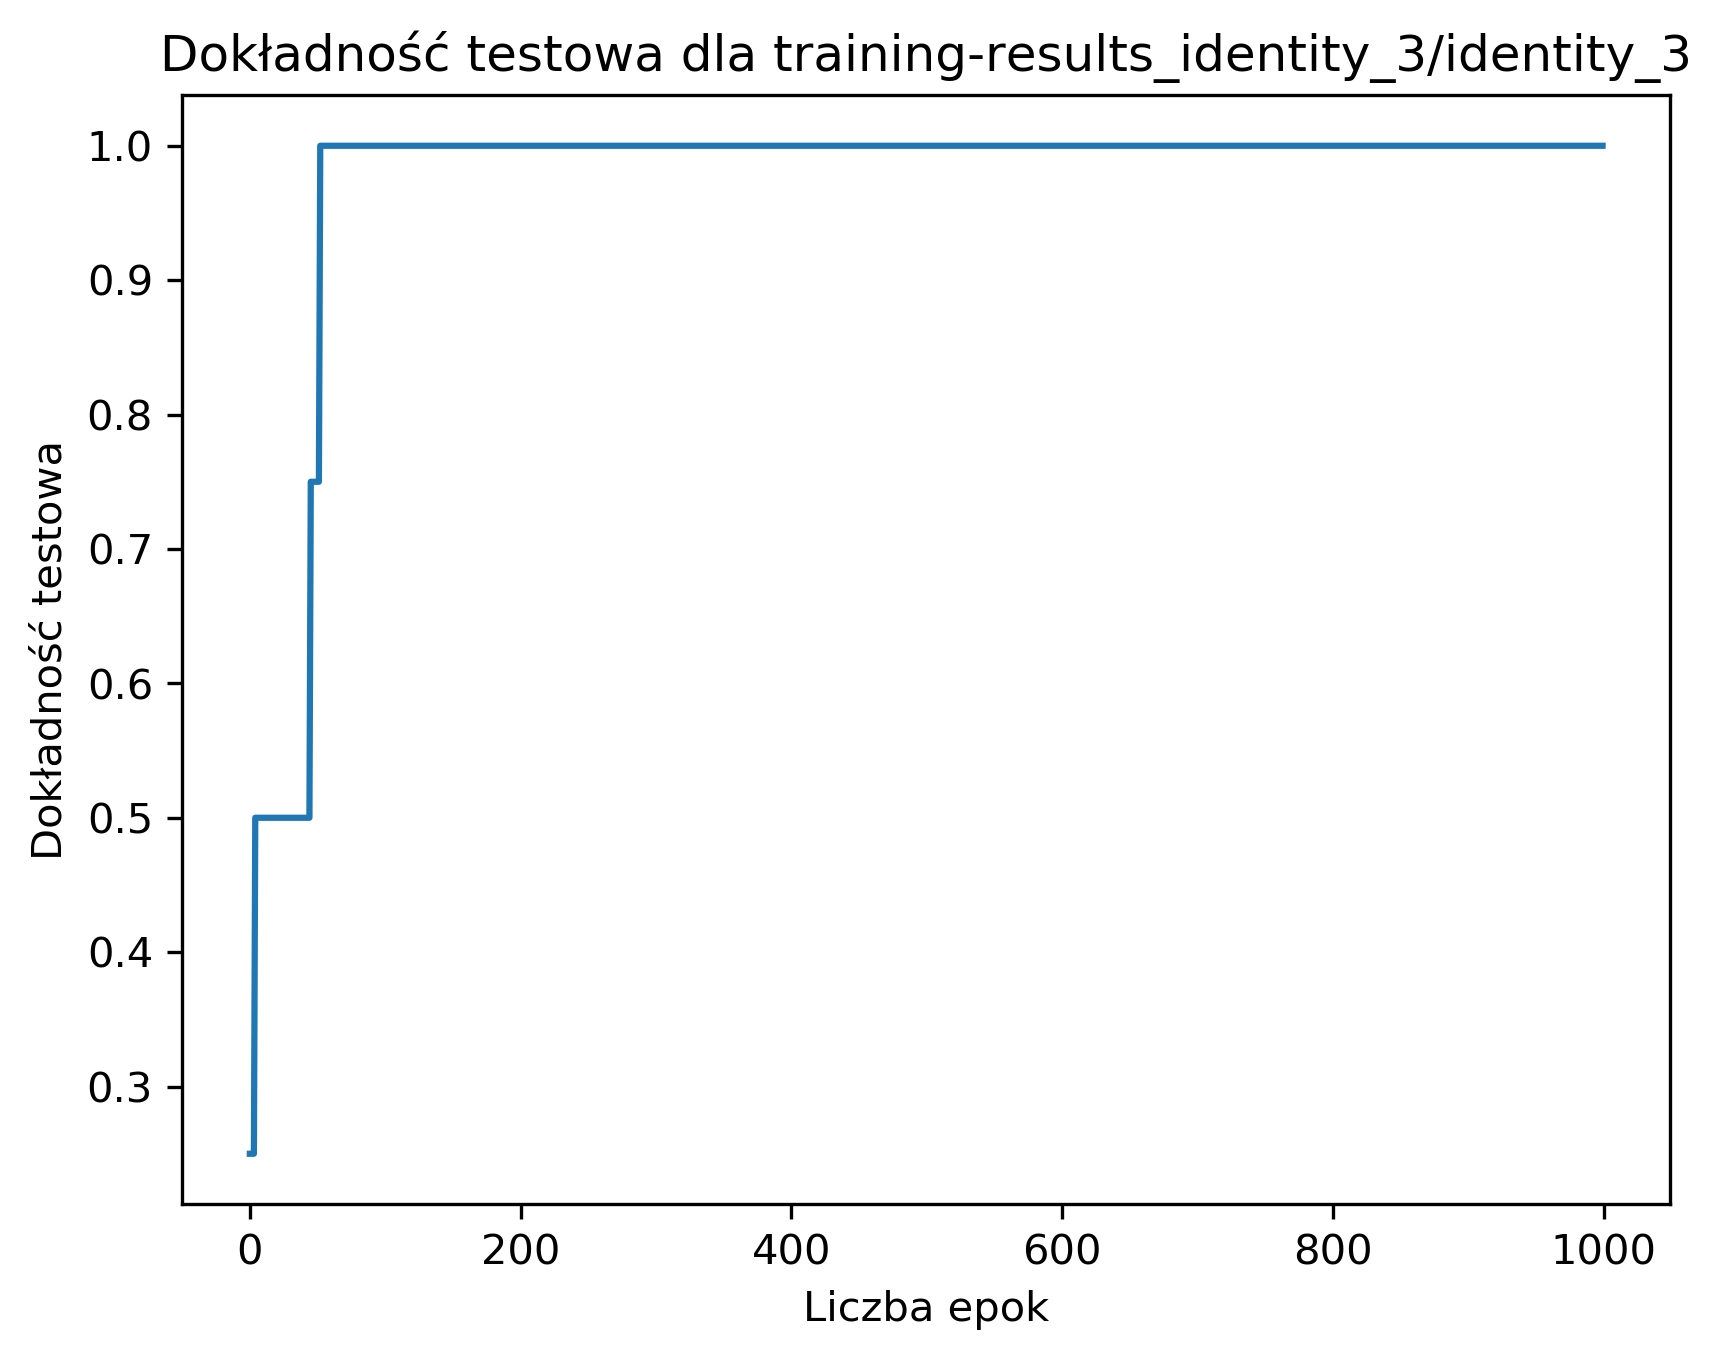 Dokładność testowa dla training-results_identity_3/identity_3
Dokładność testowa
1.0
0.9
0.8
0.7
0.6
0.5
0.4
0.3
0 200 400 600 800 1000
Liczba epok